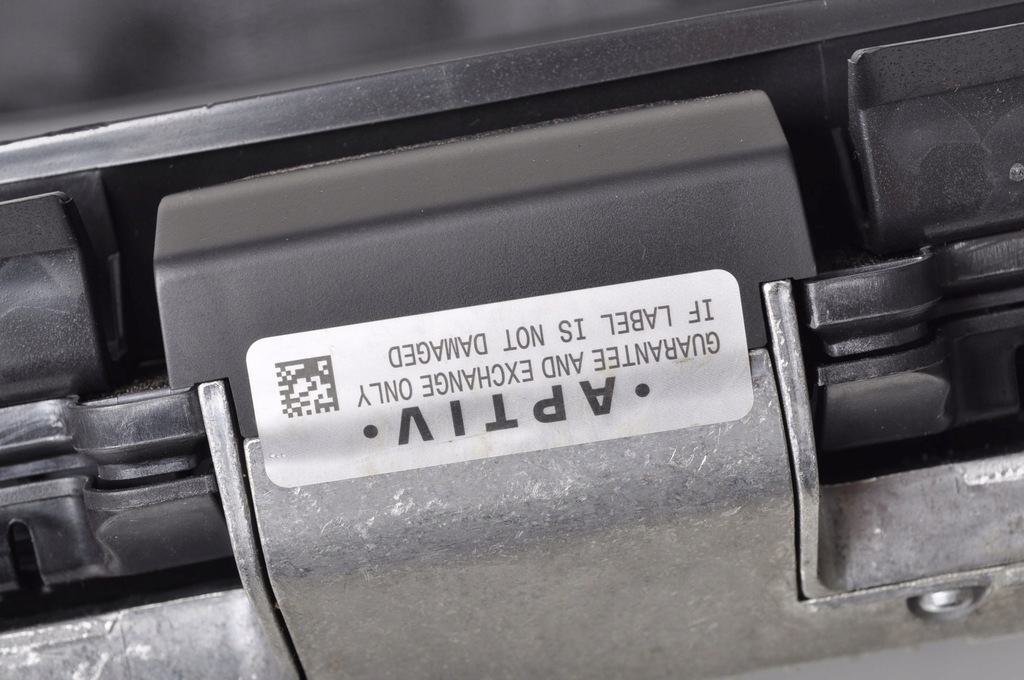 • APTIV •
GUARANTEE AND EXCHANGE ONLY
IF LABEL IS NOT DAMAGED